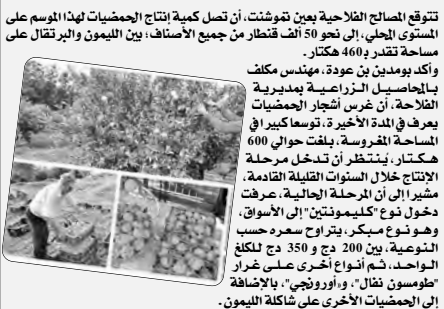 تتوقع المصالح الفلاحية بعين تموشنت، أن تصل كمية إنتاج الحمضيات لهذا الموسم على
المستوى المحلي، إلى نحو 50 ألف قنطار من جميع الأصناف؛ بين الليمون والبرتقال على
مساحة تقدر بـ460 هكتار.
وأكد بومدين بن عودة، مهندس مكلف
بالمحاصيل الزراعية بمديرية
الفلاحة، أن غرس أشجار الحمضيات
يعرف في المدة الأخيرة، توسعا كبيرا في
المساحة المغروسة، بلغت حوالي 600
هكتار، يُنتظر أن تدخل مرحلة
الإنتاج خلال السنوات القليلة القادمة،
مشيرا إلى أن المرحلة الحالية، عرفت
دخول نوع "كليمونتين" إلى الأسواق،
وهو نوع مبكر، يتراوح سعره حسب
النوعية، بين 200 دج و 350 دج للكلغ
الواحد، ثم أنواع أخرى على غرار
"طومسون نفال"، و"أورونجي"، بالإضافة
إلى الحمضيات الأخرى على شاكلة الليمون.